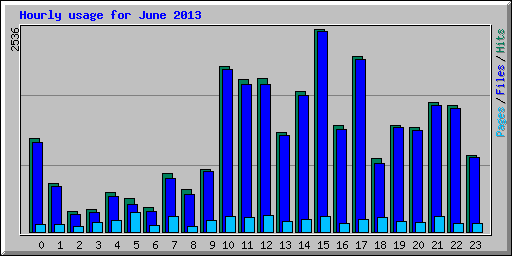 Hourly usage for June 2013
2536
Pages / Files / Hits
0 1 2 3 4 5 6 7 8 9 10 11 12 13 14 15 16 17 18 19 20 21 22 23